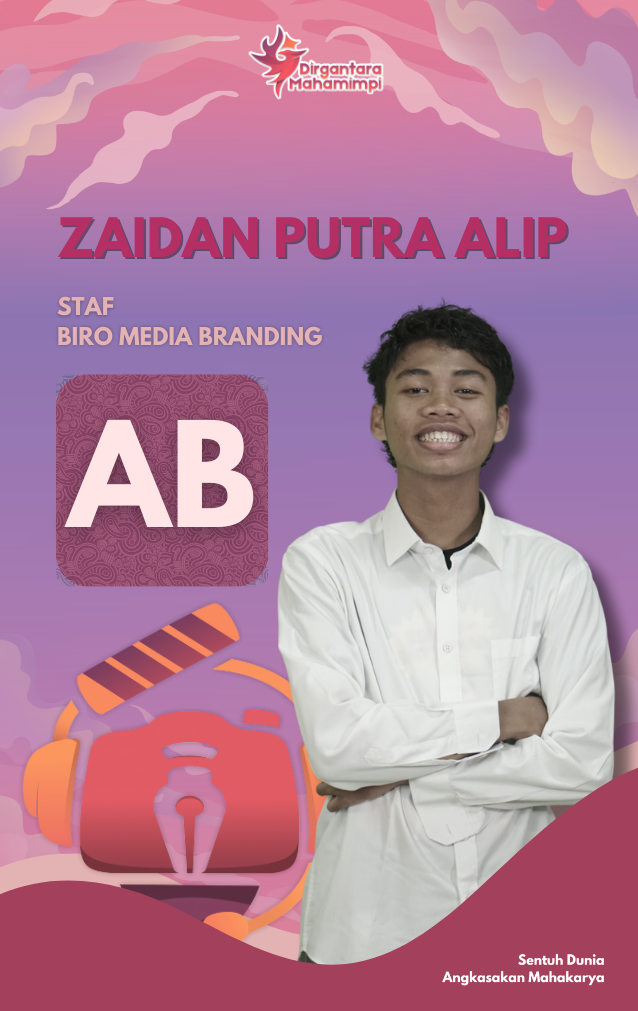 Dirgantara
Mahamimpi
ZAIDAN PUTRA ALIP
STAF
BIRO MEDIA BRANDING
AB
Sentuh Dunia
Angkasakan Mahakarya